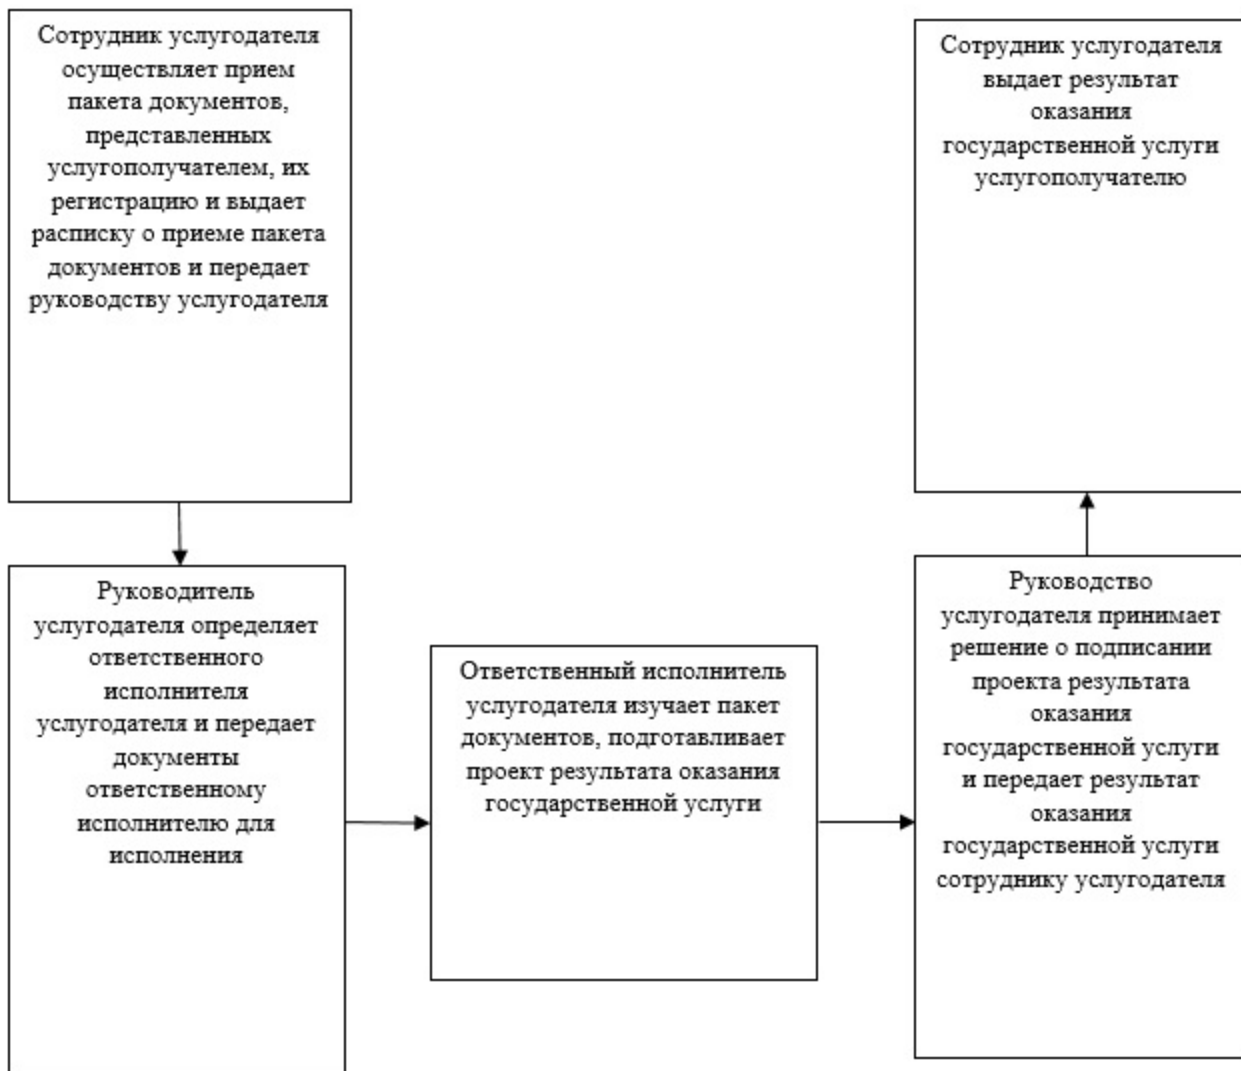 Сотрудник услугодателя
осуществляет прием
пакета документов,
представленных
услугополучателем, их
регистрацию и выдает
расписку о приеме пакета
документов и передает
руководству услугодателя
Руководитель
услугодателя определяет
ответственного
исполнителя
услугодателя и передает
документы
ответственному
исполнителю для
исполнения
Ответственный исполнитель
услугодателя изучает пакет
документов, подготавливает
проект результата оказания
государственной услуги
Руководство
услугодателя принимает
решение о подписании
проекта результата
оказания
государственной услуги
и передает результат
оказания
государственной услуги
сотруднику услугодателя
Сотрудник услугодателя
выдает результат
оказания
государственной услуги
услугополучателю